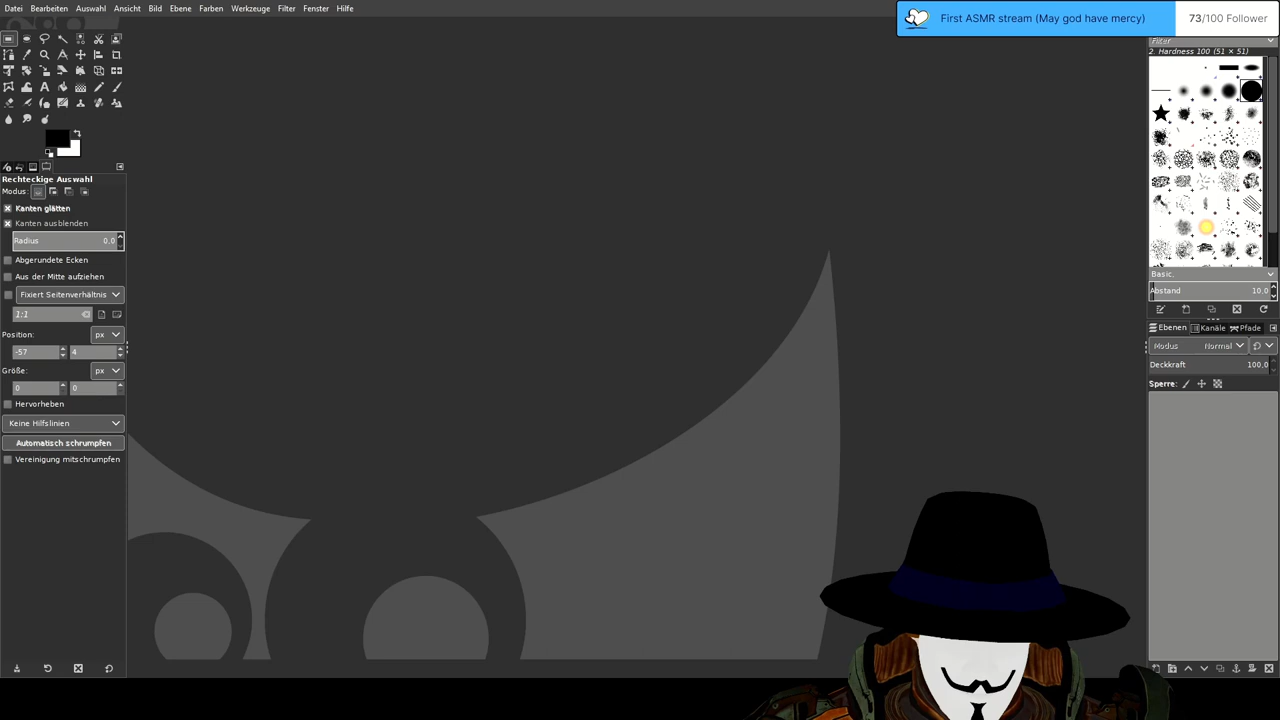 Datei Bearbeiten Auswahl Ansicht Bild Ebene Farben Werkzeuge Filter Fenster Hilfe
First ASMR stream (May god have mercy) 73/100 Follower
Filter
2. Hardness 100 (51 × 51)
Rechteckige Auswahl
Modus:
Kanten glätten
Kanten ausblenden
Radius 0,0
Abgerundete Ecken
Aus der Mitte aufziehen
Fixiert Seitenverhältnis
1:1
Position: px
-57 4
Größe: px
0 0
Hervorheben
Keine Hilfslinien
Automatisch schrumpfen
Vereinigung mitschrumpfen
Basic,
Abstand 10,0
Ebenen Kanäle Pfade
Modus Normal
Deckkraft 100,0
Sperre: